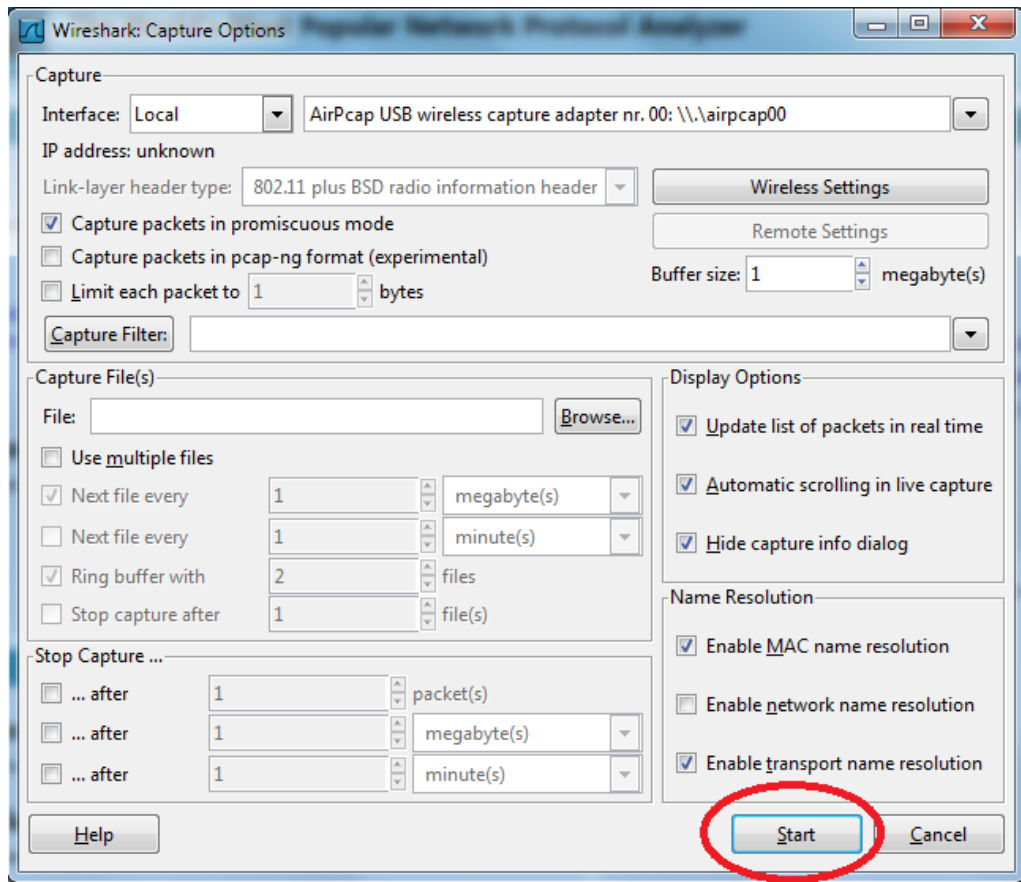 Wireshark: Capture Options
Popular Network Protocol Analyzer
Capture
Interface: Local AirPcap USB wireless capture adapter nr. 00: \\.\airpcap00
IP address: unknown
Link-layer header type: 802.11 plus BSD radio information header Wireless Settings
Capture packets in promiscuous mode
Remote Settings
Capture packets in pcap-ng format (experimental)
Buffer size: 1 megabyte(s)
Limit each packet to 1 bytes
Capture Filter:
Capture File(s)
File: Browse...
Use multiple files
Next file every 1 megabyte(s)
Next file every 1 minute(s)
Ring buffer with 2 files
Stop capture after 1 file(s)
Stop Capture ...
... after 1 packet(s)
... after 1 megabyte(s)
... after 1 minute(s)
Display Options
Update list of packets in real time
Automatic scrolling in live capture
Hide capture info dialog
Name Resolution
Enable MAC name resolution
Enable network name resolution
Enable transport name resolution
Help Start Cancel